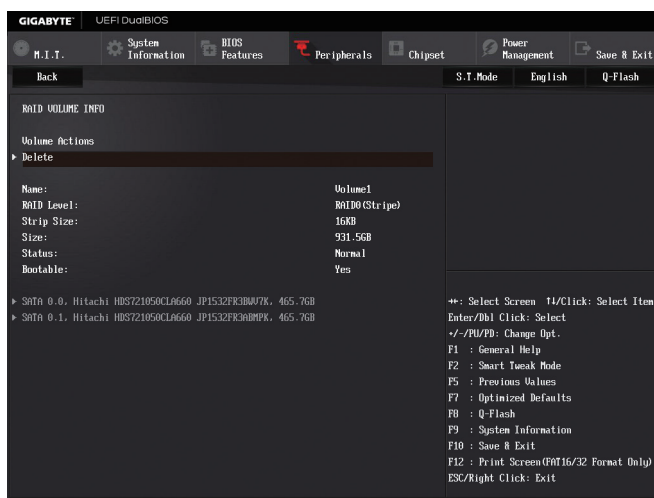 GIGABYTE™ UEFI DualBIOS
M.I.T. System Information BIOS Features Peripherals Chipset Power Management Save & Exit
Back S.T.Mode English Q-Flash
RAID VOLUME INFO
Volume Actions
▶ Delete
Name: Volume1
RAID Level: RAID0(Stripe)
Strip Size: 16KB
Size: 931.5GB
Status: Normal
Bootable: Yes
▶ SATA 0.0, Hitachi HDS721050CLA660 JP1532FR3BWV7K, 465.7GB
▶ SATA 0.1, Hitachi HDS721050CLA660 JP1532FR3ABMPK, 465.7GB
→←: Select Screen ↑↓/Click: Select Item
Enter/Dbl Click: Select
+/-/PU/PD: Change Opt.
F1 : General Help
F2 : Smart Tweak Mode
F5 : Previous Values
F7 : Optimized Defaults
F8 : Q-Flash
F9 : System Information
F10 : Save & Exit
F12 : Print Screen(FAT16/32 Format Only)
ESC/Right Click: Exit